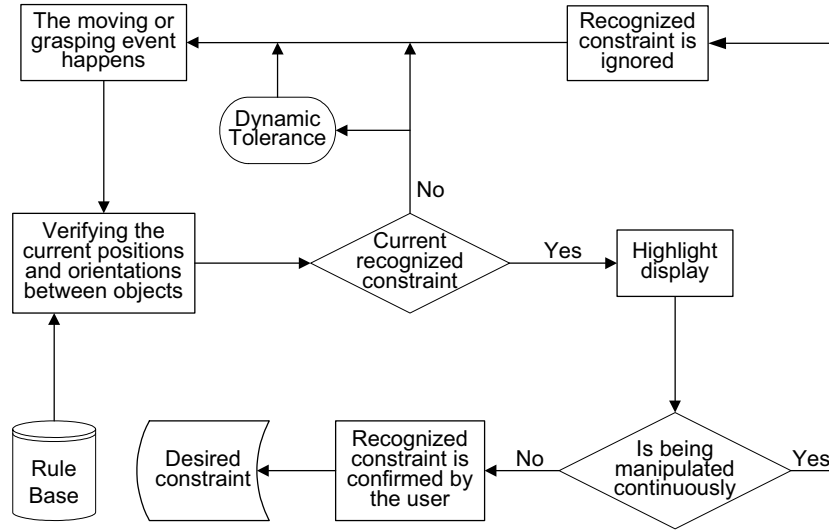 The moving or
grasping event
happens
Recognized
constraint is
ignored
Dynamic
Tolerance
No
Verifying the
current positions
and orientations
between objects
Current
recognized
constraint
Yes
Highlight
display
Rule
Base
Desired
constraint
Recognized
constraint is
confirmed by
the user
No
Is being
manipulated
continuously
Yes